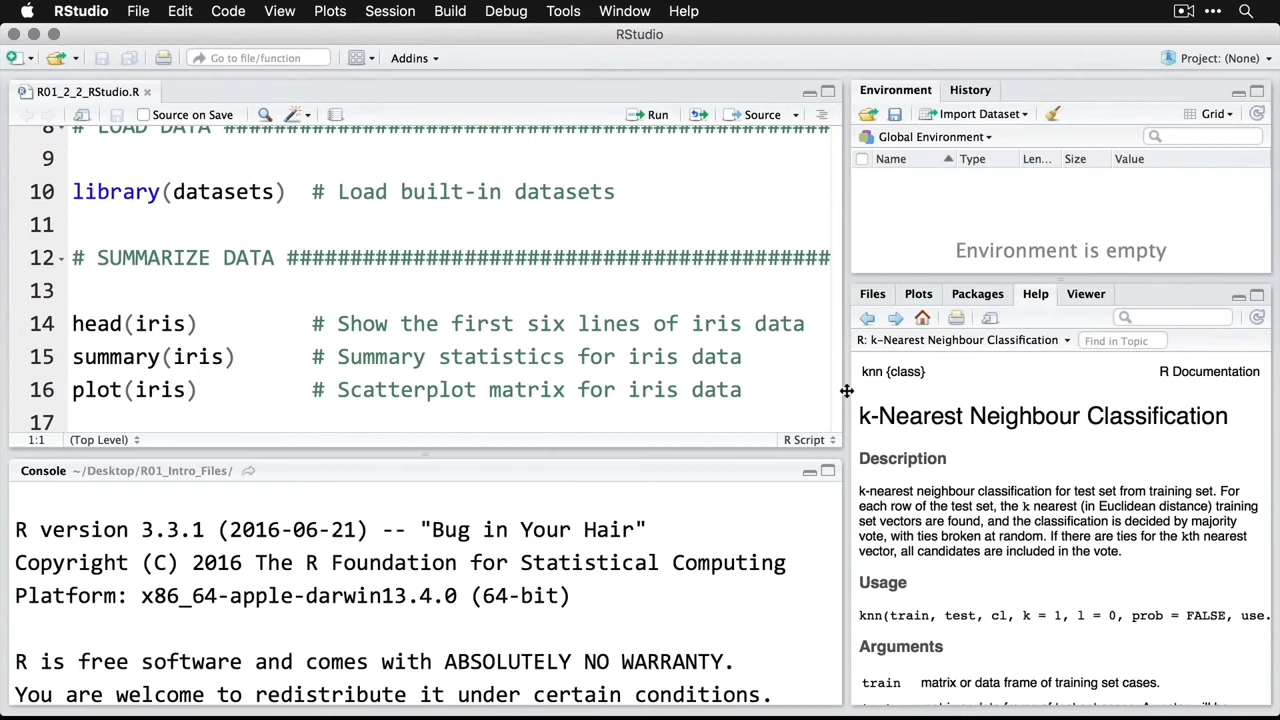 RStudio File Edit Code View Plots Session Build Debug Tools Window Help
RStudio
Go to file/function Addins Project: (None)
R01_2_2_RStudio.R
Source on Save Run Source
8 # LOAD DATA ################################################
9
10 library(datasets)  # Load built-in datasets
11
12 # SUMMARIZE DATA ###########################################
13
14 head(iris)         # Show the first six lines of iris data
15 summary(iris)      # Summary statistics for iris data
16 plot(iris)         # Scatterplot matrix for iris data
17
1:1 (Top Level) R Script
Console ~/Desktop/R01_Intro_Files/
R version 3.3.1 (2016-06-21) -- "Bug in Your Hair"
Copyright (C) 2016 The R Foundation for Statistical Computing
Platform: x86_64-apple-darwin13.4.0 (64-bit)
R is free software and comes with ABSOLUTELY NO WARRANTY.
You are welcome to redistribute it under certain conditions.
Environment History
Import Dataset Grid
Global Environment
Name Type Len... Size Value
Environment is empty
Files Plots Packages Help Viewer
R: k-Nearest Neighbour Classification Find in Topic
knn {class} R Documentation
k-Nearest Neighbour Classification
Description
k-nearest neighbour classification for test set from training set. For
each row of the test set, the k nearest (in Euclidean distance) training
set vectors are found, and the classification is decided by majority
vote, with ties broken at random. If there are ties for the kth nearest
vector, all candidates are included in the vote.
Usage
knn(train, test, cl, k = 1, l = 0, prob = FALSE, use.
Arguments
train matrix or data frame of training set cases.